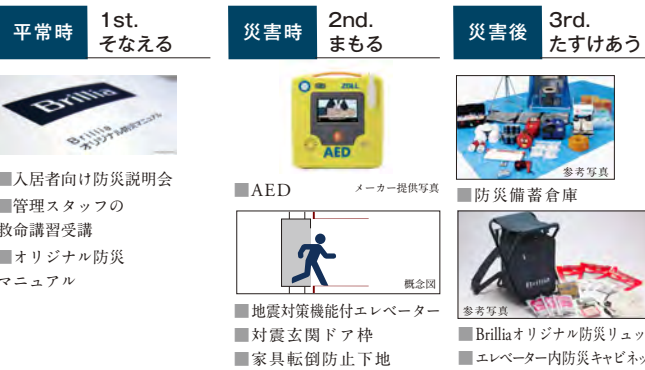 平常時
1st.
そなえる
Brillia
Brillia
オリジナル防災マニュアル
■入居者向け防災説明会
■管理スタッフの
救命講習受講
■オリジナル防災
マニュアル
災害時
2nd.
まもる
ZOLL
AED
■AED
メーカー提供写真
概念図
■地震対策機能付エレベーター
■対震玄関ドア枠
■家具転倒防止下地
災害後
3rd.
たすけあう
参考写真
■防災備蓄倉庫
Brillia
参考写真
■Brilliaオリジナル防災リュッ
■エレベーター内防災キャビネッ